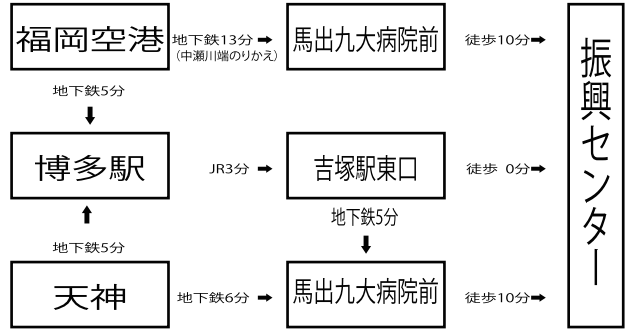 福岡空港
地下鉄13分
(中瀬川端のりかえ)
馬出九大病院前
徒歩10分
地下鉄5分
博多駅
JR3分
吉塚駅東口
徒歩 0分
地下鉄5分
地下鉄5分
天神
地下鉄6分
馬出九大病院前
徒歩10分
振興センター